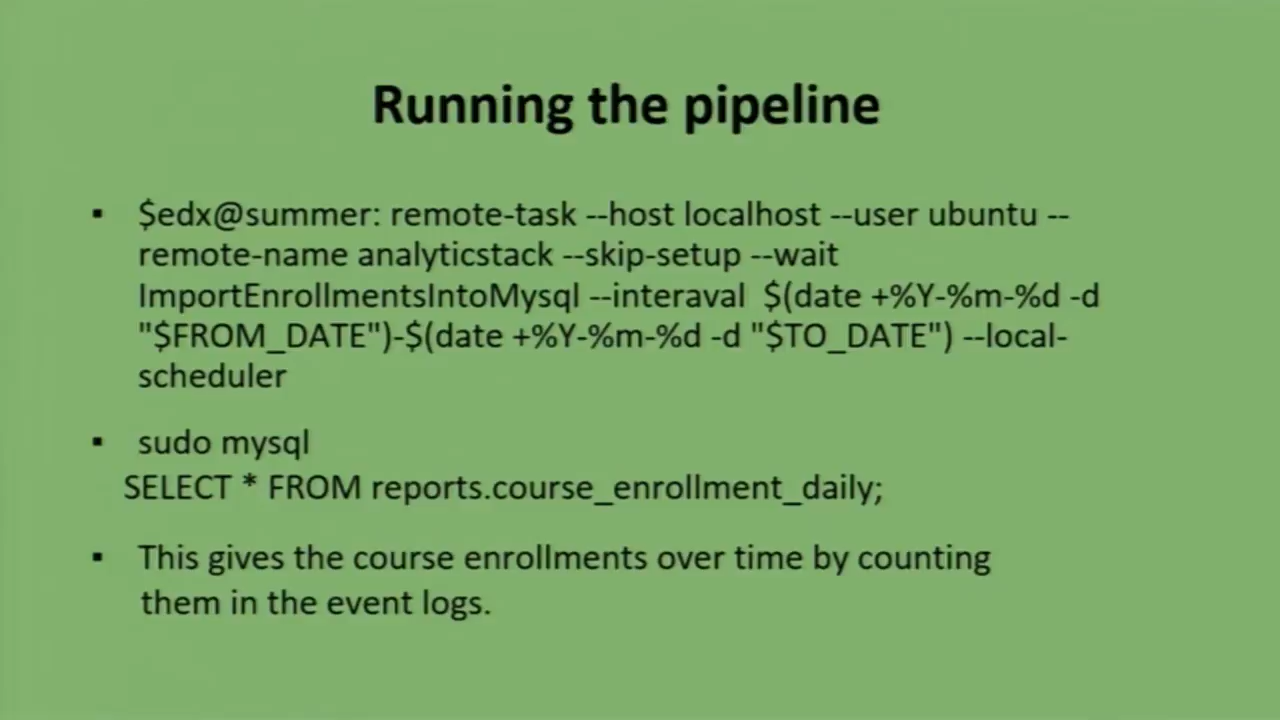 Running the pipeline
▪ $edx@summer: remote-task --host localhost --user ubuntu --
remote-name analyticstack --skip-setup --wait
ImportEnrollmentsIntoMysql --interaval $(date +%Y-%m-%d -d
"$FROM_DATE")-$(date +%Y-%m-%d -d "$TO_DATE") --local-
scheduler
▪ sudo mysql
SELECT * FROM reports.course_enrollment_daily;
▪ This gives the course enrollments over time by counting
them in the event logs.